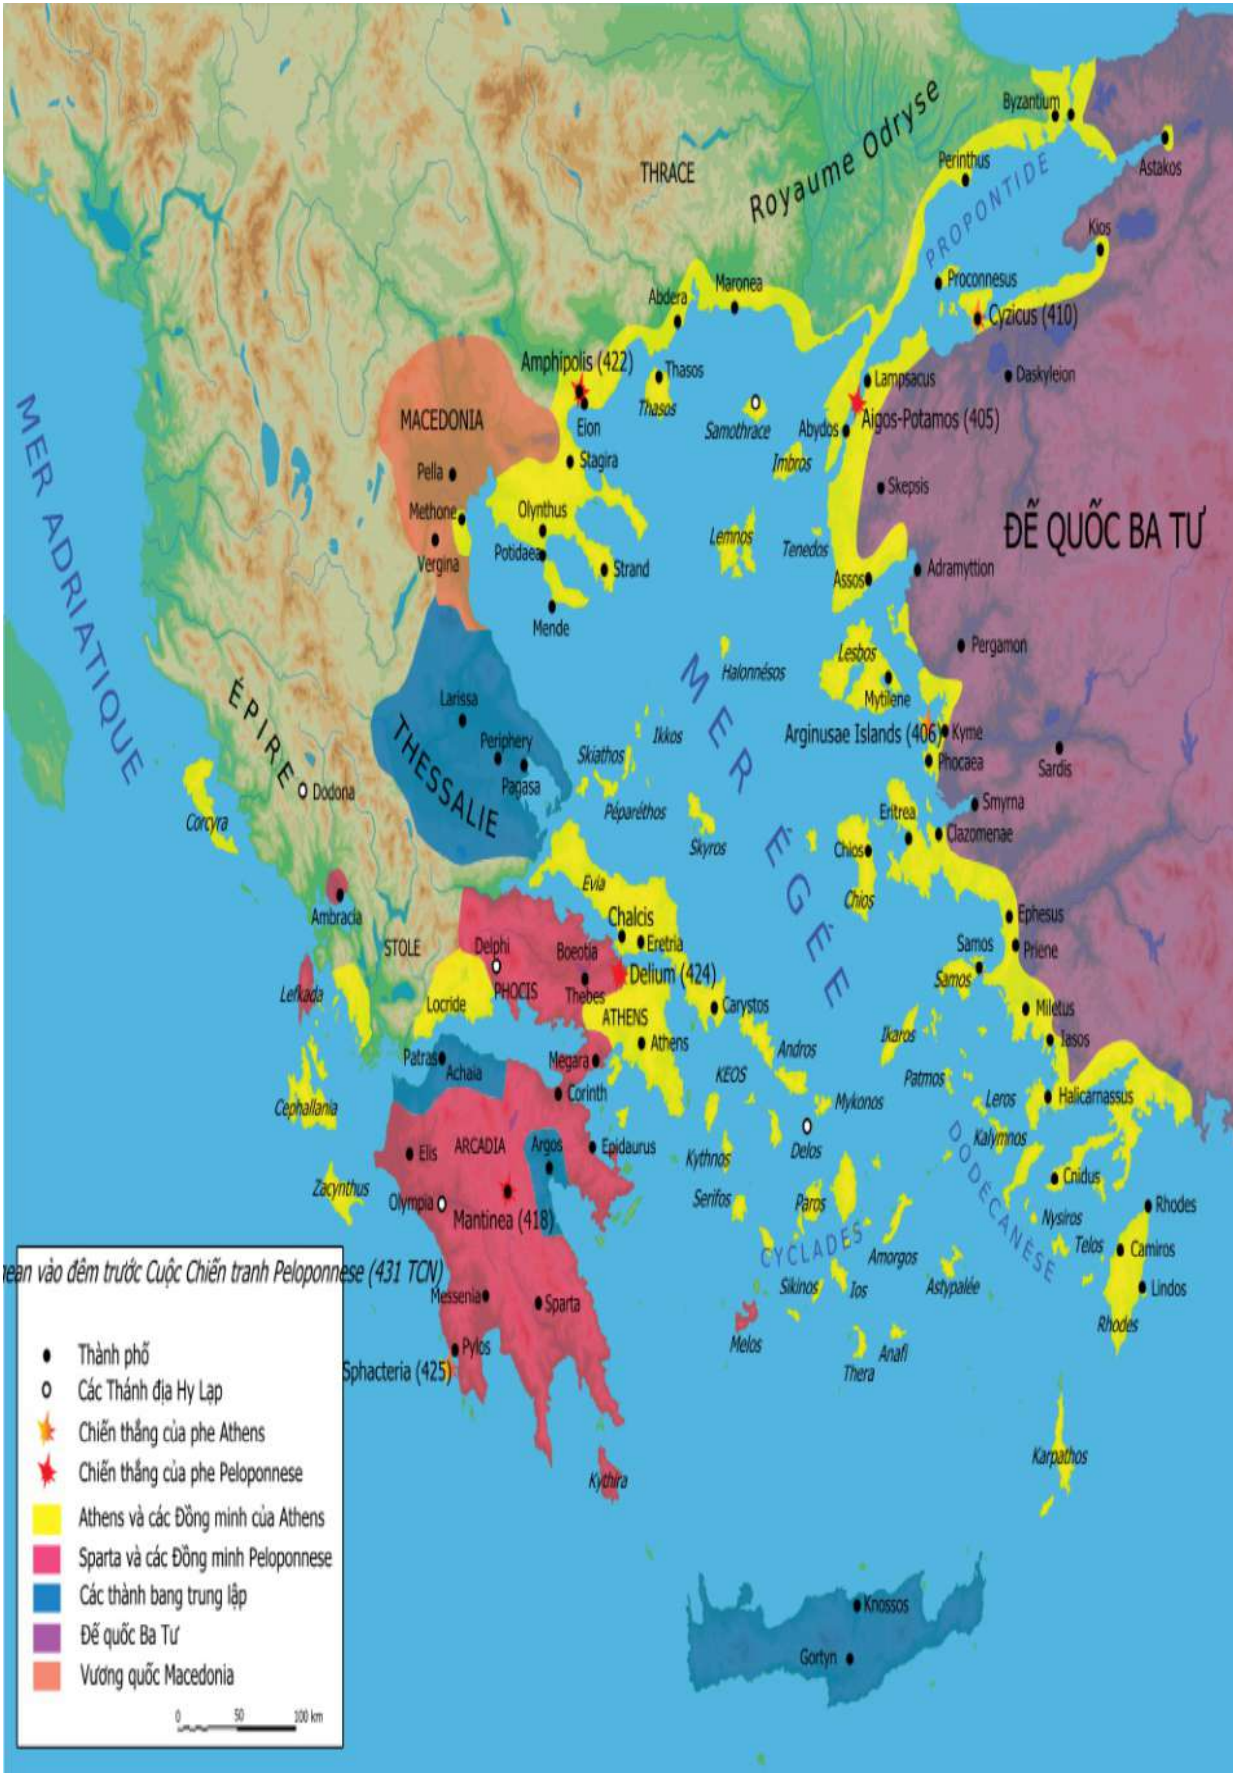 Byzantium
Astakos
THRACE
Royaume Odryse
Perinthus
PROPONTIDE
Kios
Proconnesus
Cyzicus (410)
Maronea
Abdera
Amphipolis (422)
Thasos
Thasos
Eion
Samothrace
Lampsacus
Daskyleion
Abydos
Aigos-Potamos (405)
MER ADRIATIQUE
MACEDONIA
Pella
Stagira
Imbros
Skepsis
Methone
Olynthus
Lemnos
Tenedos
ĐẾ QUỐC BA TƯ
Vergina
Potidaea
Strand
Assos
Adramyttion
Mende
Halonnésos
Lesbos
Pergamon
Mytilene
ÉPIRE
Larissa
THESSALIE
Periphery
Pagasa
Skiathos
Ikkos
MER ÉGÉE
Arginusae Islands (406)
Kyme
Phocaea
Sardis
Dodona
Corcyra
Péparéthos
Skyros
Smyrna
Eritrea
Clazomenae
Chios
Chios
Evia
Ambracia
STOLE
Delphi
Boeotia
Chalcis
Eretria
Ephesus
Samos
Priene
Samos
Lefkada
Locride
PHOCIS
Thebes
Delium (424)
ATHENS
Carystos
Miletus
Athens
Ikaros
Iasos
Patras
Achaia
Megara
Andros
KEOS
Patmos
Cephallania
Corinth
Mykonos
Leros
Halicarnassus
Elis
ARCADIA
Argos
Epidaurus
Delos
Kalymnos
DODÉCANÈSE
Zacynthus
Kythnos
Cnidus
Olympia
Mantinea (418)
Serifos
Paros
Nysiros
Rhodes
CYCLADES
Amorgos
Telos
Camiros
Sikinos
Ios
Astypalée
Lindos
Messenia
Sparta
Rhodes
Melos
Pylos
Thera
Anafi
Sphacteria (425)
Kythira
Karpathos
Knossos
Gortyn
nean vào đêm trước Cuộc Chiến tranh Peloponnese (431 TCN)
Thành phố
Các Thánh địa Hy Lạp
Chiến thắng của phe Athens
Chiến thắng của phe Peloponnese
Athens và các Đồng minh của Athens
Sparta và các Đồng minh Peloponnese
Các thành bang trung lập
Đế quốc Ba Tư
Vương quốc Macedonia
0 50 100 km